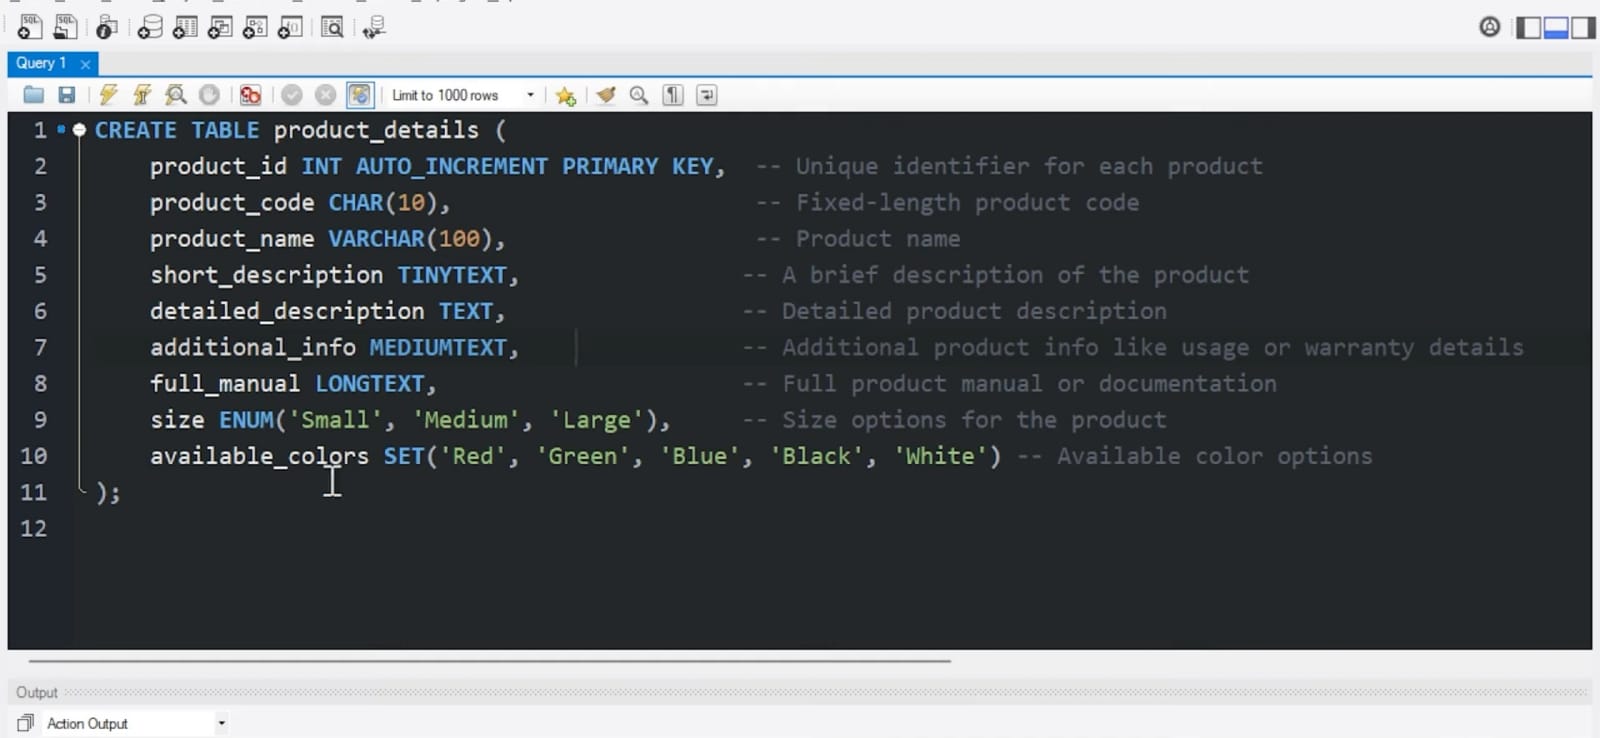 SQL SQL
Query 1 ×
Limit to 1000 rows
1 CREATE TABLE product_details (
2     product_id INT AUTO_INCREMENT PRIMARY KEY,  -- Unique identifier for each product
3     product_code CHAR(10),                      -- Fixed-length product code
4     product_name VARCHAR(100),                  -- Product name
5     short_description TINYTEXT,                -- A brief description of the product
6     detailed_description TEXT,                 -- Detailed product description
7     additional_info MEDIUMTEXT,                -- Additional product info like usage or warranty details
8     full_manual LONGTEXT,                      -- Full product manual or documentation
9     size ENUM('Small', 'Medium', 'Large'),     -- Size options for the product
10     available_colors SET('Red', 'Green', 'Blue', 'Black', 'White') -- Available color options
11 );
12
Output
Action Output